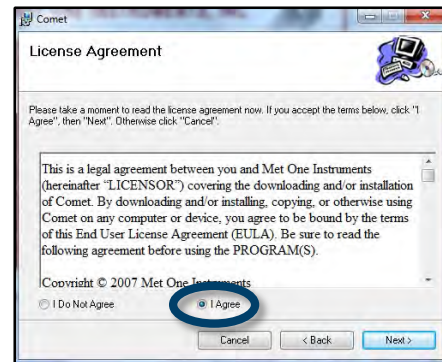 Comet
License Agreement
Please take a moment to read the license agreement now. If you accept the terms below, click "I
Agree", then "Next". Otherwise click "Cancel".
This is a legal agreement between you and Met One Instruments
(hereinafter “LICENSOR”) covering the downloading and/or installation
of Comet. By downloading and/or installing, copying, or otherwise using
Comet on any computer or device, you agree to be bound by the terms
of this End User License Agreement (EULA). Be sure to read the
following agreement before using the PROGRAM(S).
Copyright © 2007 Met One Instruments
I Do Not Agree I Agree
Cancel < Back Next >